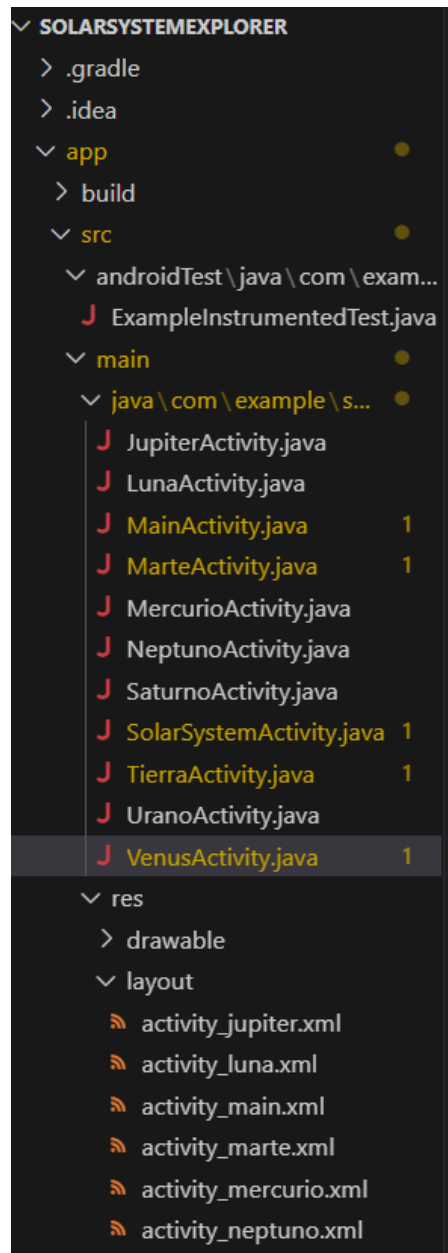 SOLARSYSTEMEXPLORER
.gradle
.idea
app
build
src
androidTest\java\com\exam...
J ExampleInstrumentedTest.java
main
java\com\example\s...
J JupiterActivity.java
J LunaActivity.java
J MainActivity.java 1
J MarteActivity.java 1
J MercurioActivity.java
J NeptunoActivity.java
J SaturnoActivity.java
J SolarSystemActivity.java 1
J TierraActivity.java 1
J UranoActivity.java
J VenusActivity.java 1
res
drawable
layout
activity_jupiter.xml
activity_luna.xml
activity_main.xml
activity_marte.xml
activity_mercurio.xml
activity_neptuno.xml